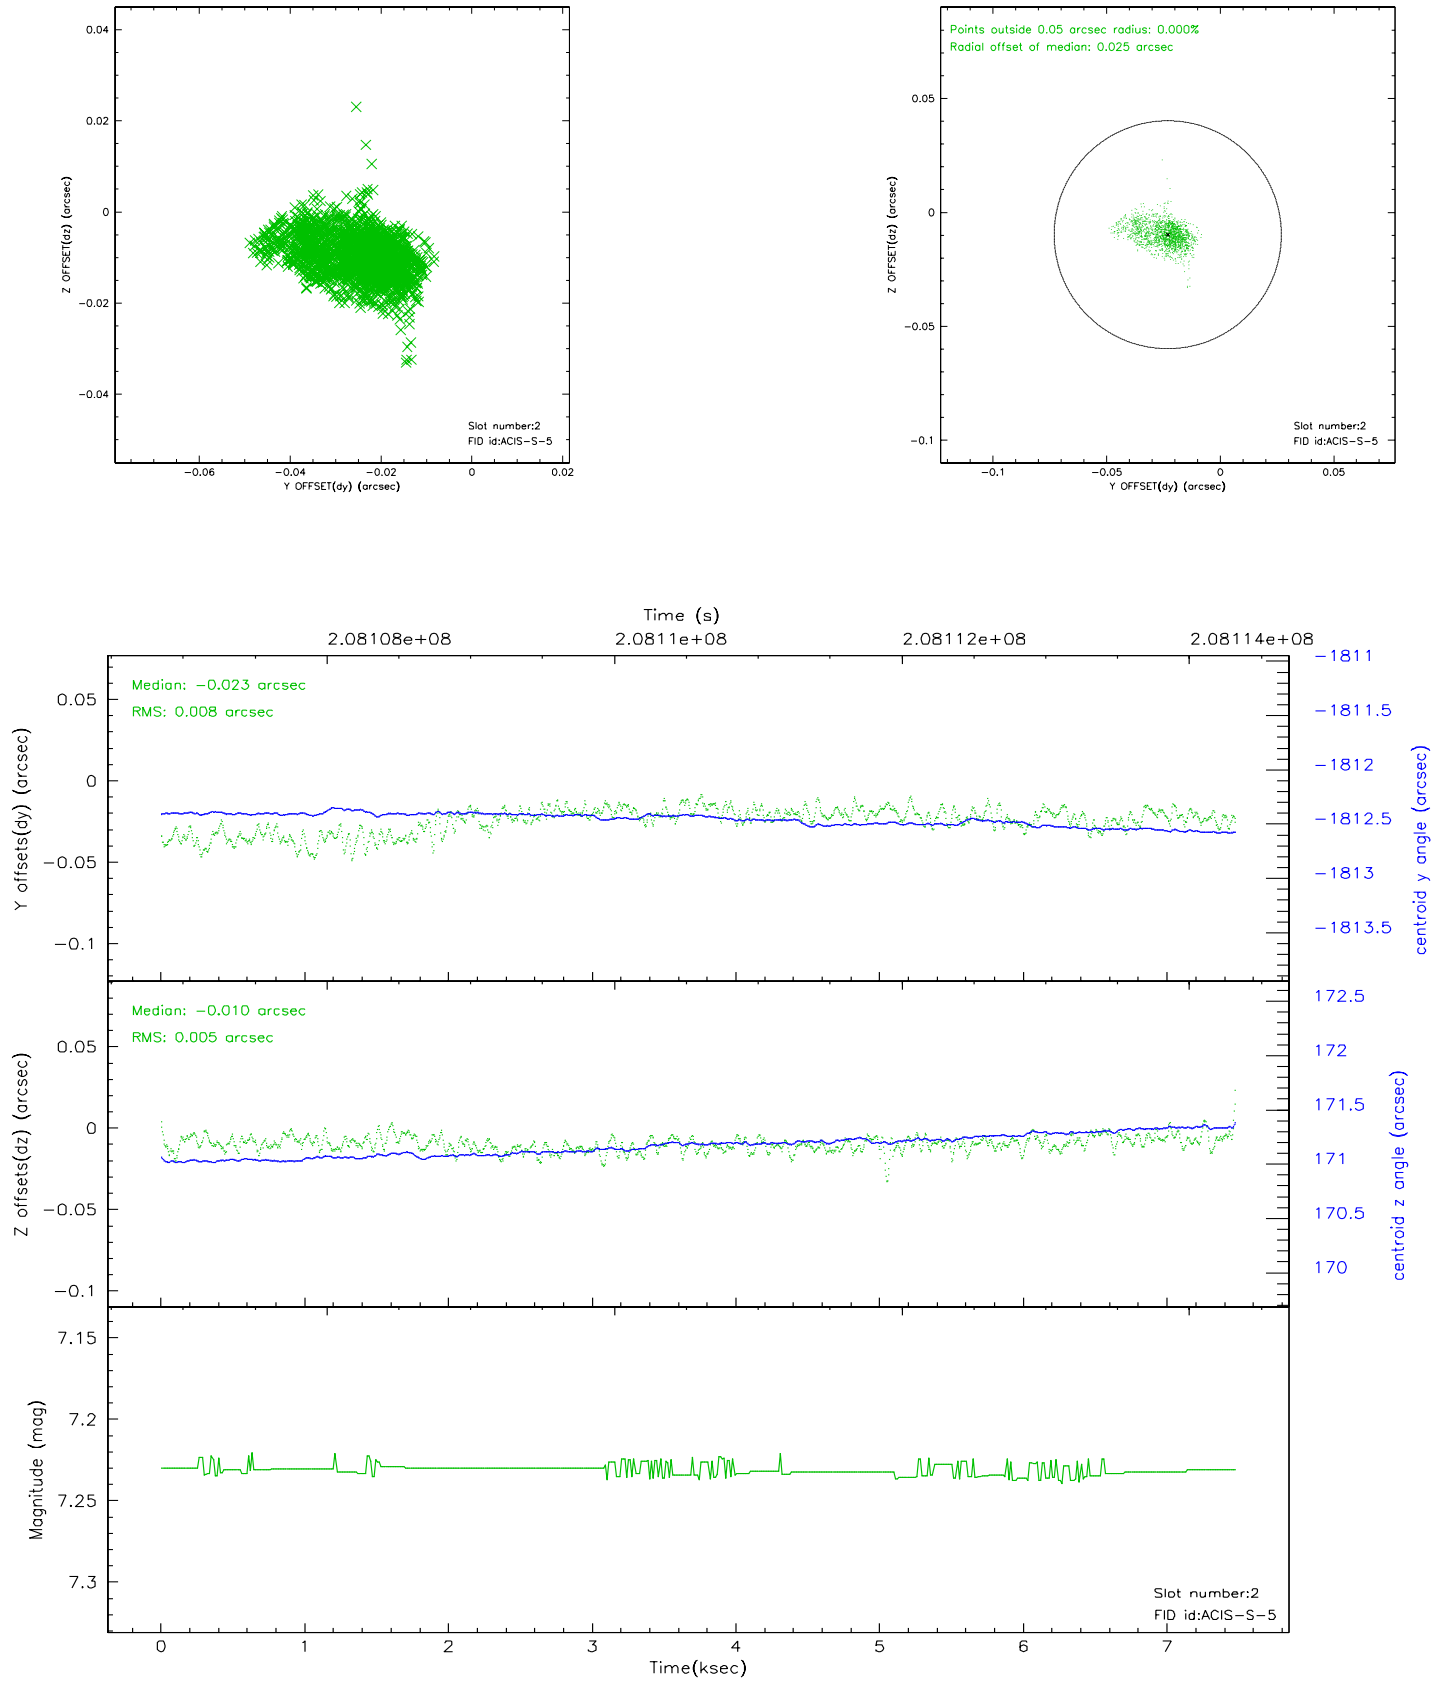 0.04
0.02
0
−0.02
−0.04
Z OFFSET(dz) (arcsec)
Slot number:2
FID id:ACIS−S−5
−0.06 −0.04 −0.02 0 0.02
Y OFFSET(dy) (arcsec)
Points outside 0.05 arcsec radius: 0.000%
Radial offset of median: 0.025 arcsec
0.05
0
−0.05
−0.1
Z OFFSET(dz) (arcsec)
Slot number:2
FID id:ACIS−S−5
−0.1 −0.05 0 0.05
Y OFFSET(dy) (arcsec)
Time (s)
2.08108e+08 2.0811e+08 2.08112e+08 2.08114e+08
Median: −0.023 arcsec
RMS: 0.008 arcsec
0.05
0
−0.05
−0.1
Y offsets(dy) (arcsec)
−1811
−1811.5
−1812
−1812.5
−1813
−1813.5
centroid y angle (arcsec)
Median: −0.010 arcsec
RMS: 0.005 arcsec
0.05
0
−0.05
−0.1
Z offsets(dz) (arcsec)
172.5
172
171.5
171
170.5
170
centroid z angle (arcsec)
7.15
7.2
7.25
7.3
Magnitude (mag)
Slot number:2
FID id:ACIS−S−5
0 1 2 3 4 5 6 7
Time(ksec)